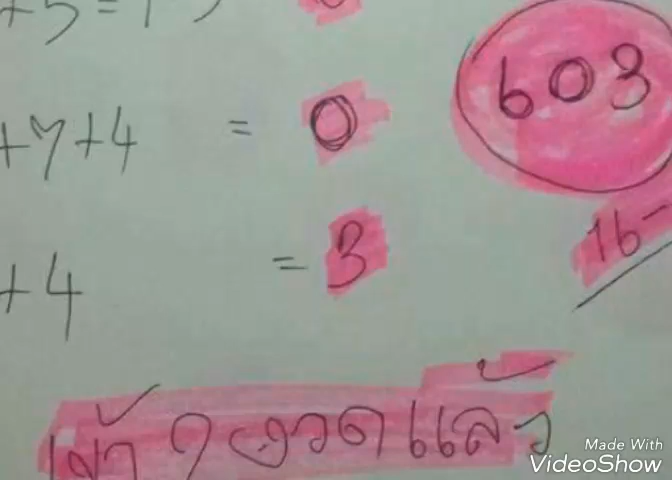 +5=1
603
+7+4 = 0
16-
+4 = 3
เข้า 7 งวดแล้ว
Made With
VideoShow